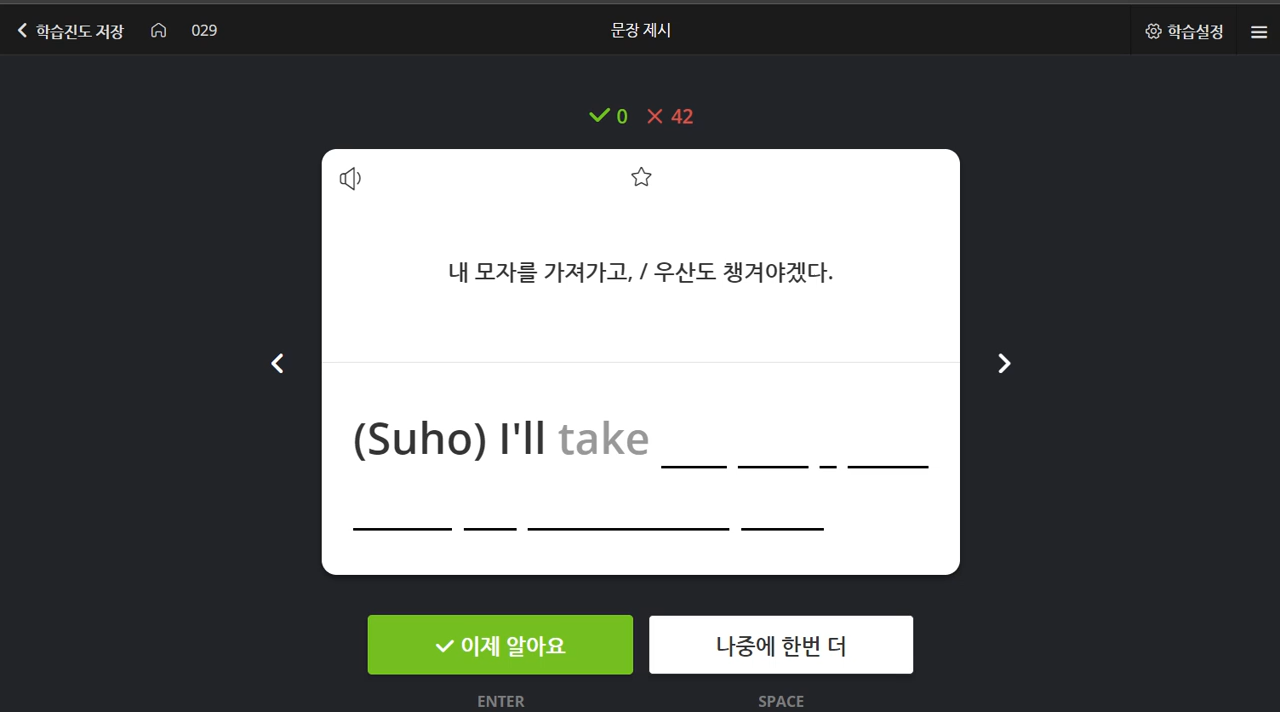 학습진도 저장 029 문장 제시 학습설정
0 42
내 모자를 가져가고, / 우산도 챙겨야겠다.
(Suho) I'll take
이제 알아요 나중에 한번 더
ENTER SPACE